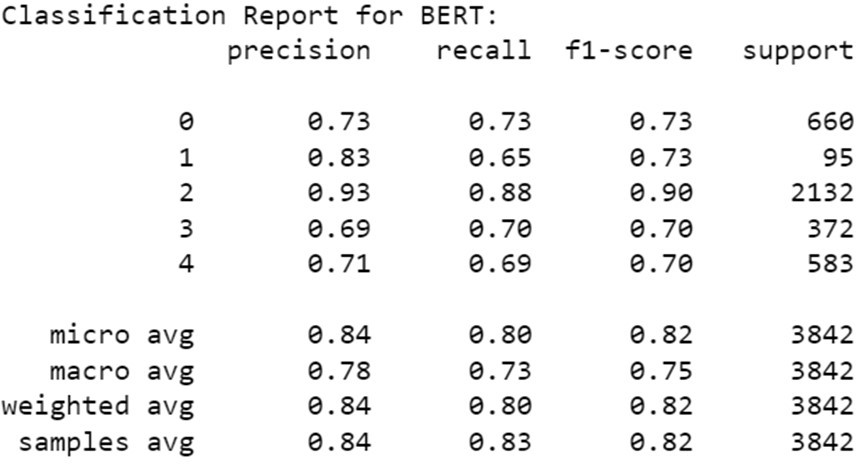 Classification Report for BERT:
precision recall f1-score support
0 0.73 0.73 0.73 660
1 0.83 0.65 0.73 95
2 0.93 0.88 0.90 2132
3 0.69 0.70 0.70 372
4 0.71 0.69 0.70 583
micro avg 0.84 0.80 0.82 3842
macro avg 0.78 0.73 0.75 3842
weighted avg 0.84 0.80 0.82 3842
samples avg 0.84 0.83 0.82 3842